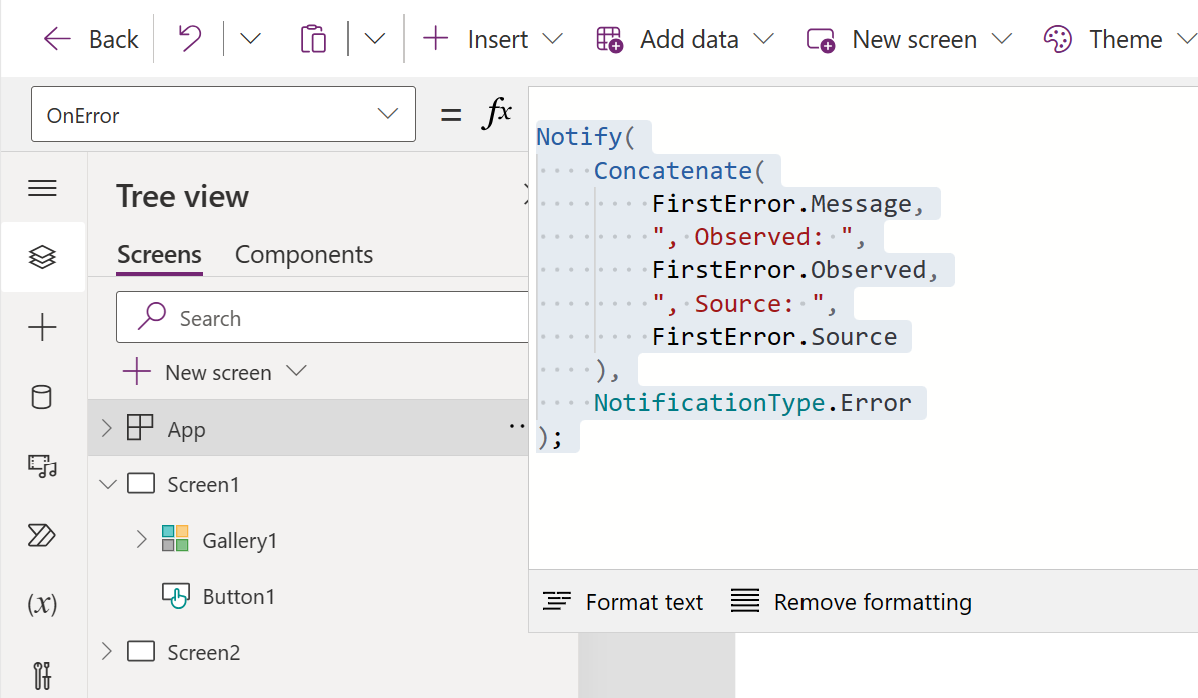 Back Insert Add data New screen Theme
OnError = fx
Notify(
Concatenate(
FirstError.Message,
", Observed: ",
FirstError.Observed,
", Source: ",
FirstError.Source
),
NotificationType.Error
);
Tree view
Screens Components
Search
New screen
App ..
Screen1
Gallery1
Button1
(x)
Screen2
Format text Remove formatting